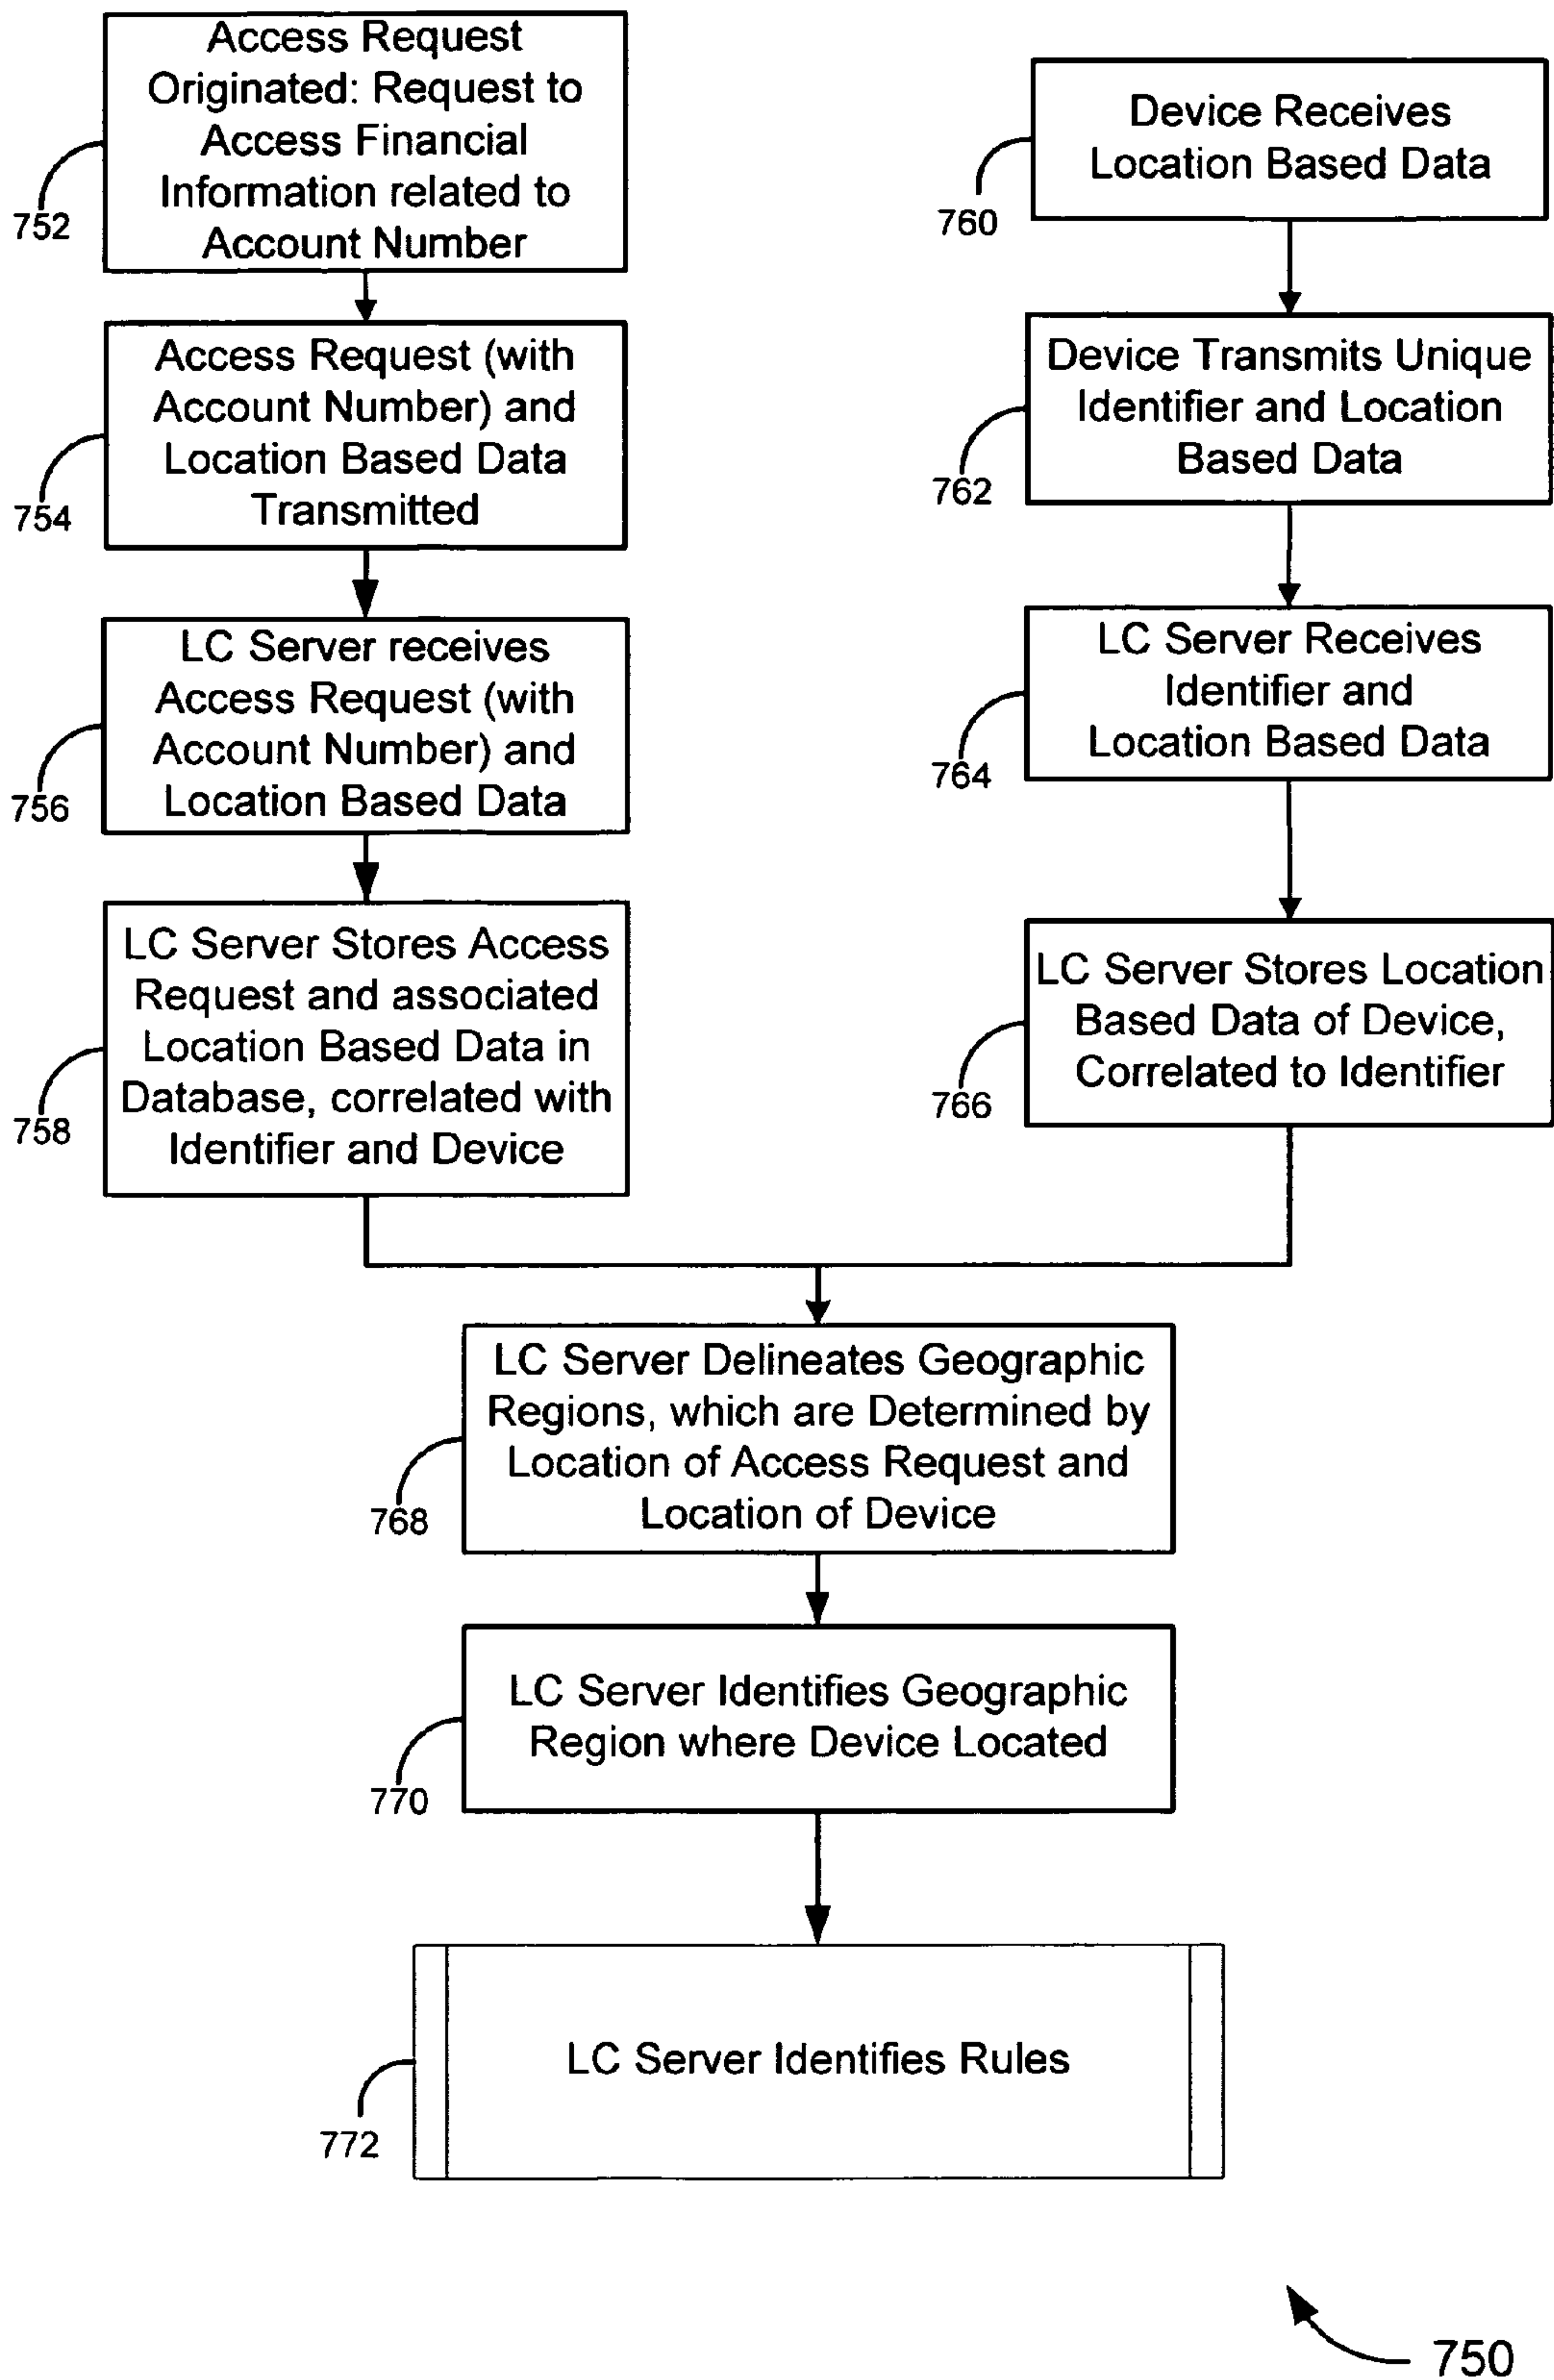 Access Request
Originated: Request to
Access Financial
Information related to
Account Number
752
Access Request (with
Account Number) and
Location Based Data
Transmitted
754
LC Server receives
Access Request (with
Account Number) and
Location Based Data
756
LC Server Stores Access
Request and associated
Location Based Data in
Database, correlated with
Identifier and Device
758
Device Receives
Location Based Data
760
Device Transmits Unique
Identifier and Location
Based Data
762
LC Server Receives
Identifier and
Location Based Data
764
LC Server Stores Location
Based Data of Device,
Correlated to Identifier
766
LC Server Delineates Geographic
Regions, which are Determined by
Location of Access Request and
Location of Device
768
LC Server Identifies Geographic
Region where Device Located
770
LC Server Identifies Rules
772
750